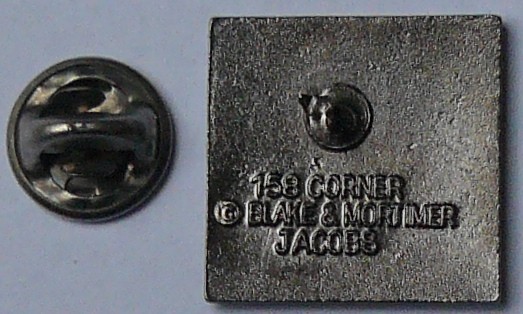 158 CORNER
© BLAKE & MORTIMER
JACOBS